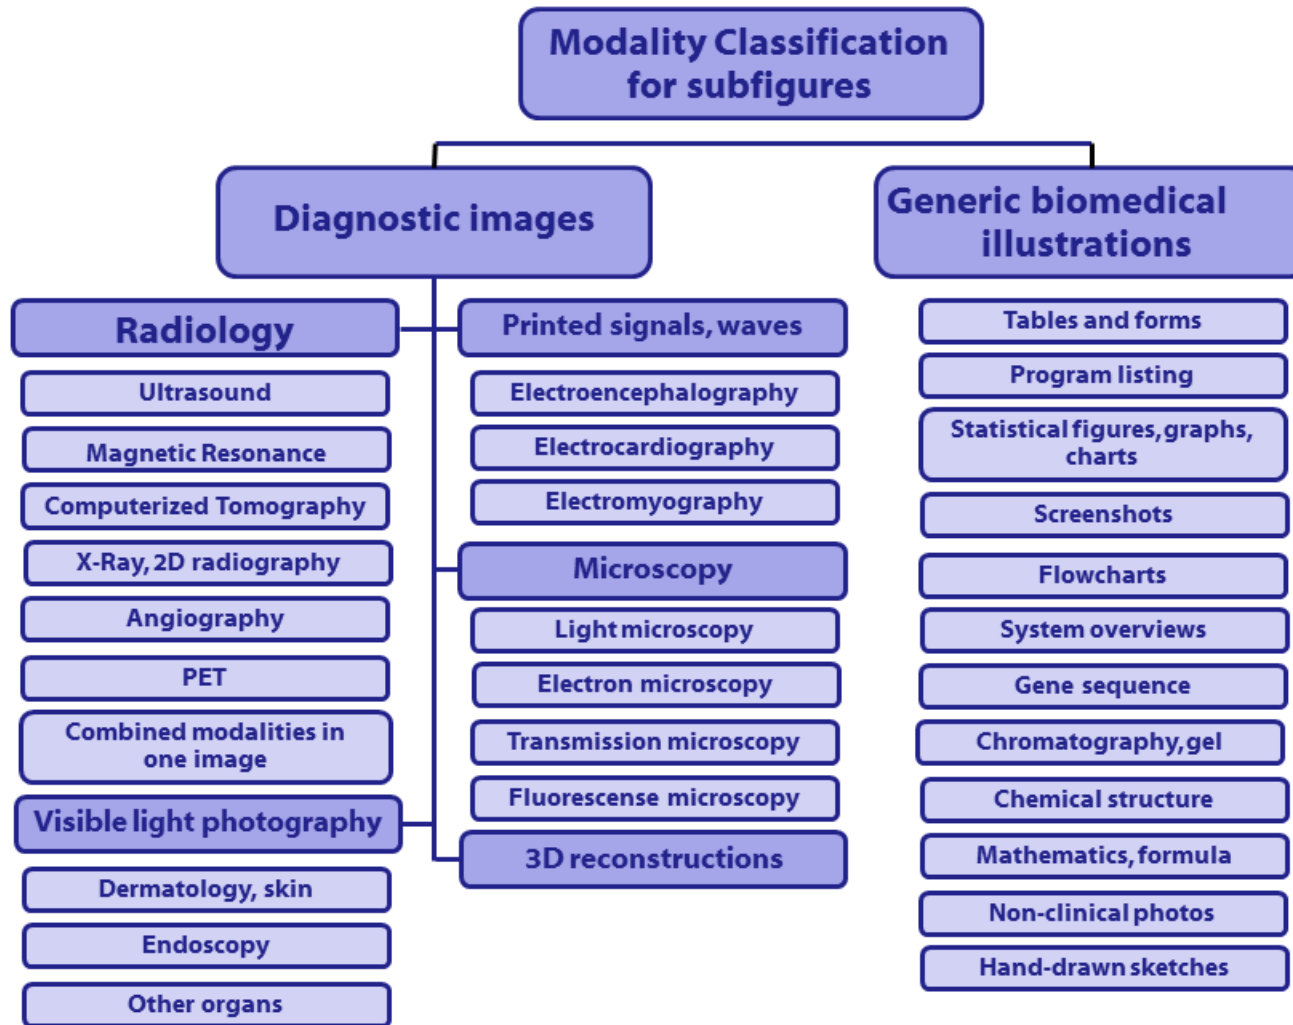 Modality Classification
for subfigures
Diagnostic images
Generic biomedical
illustrations
Radiology
Ultrasound
Magnetic Resonance
Computerized Tomography
X-Ray, 2D radiography
Angiography
PET
Combined modalities in
one image
Visible light photography
Dermatology, skin
Endoscopy
Other organs
Printed signals, waves
Electroencephalography
Electrocardiography
Electromyography
Microscopy
Light microscopy
Electron microscopy
Transmission microscopy
Fluorescense microscopy
3D reconstructions
Tables and forms
Program listing
Statistical figures, graphs,
charts
Screenshots
Flowcharts
System overviews
Gene sequence
Chromatography, gel
Chemical structure
Mathematics, formula
Non-clinical photos
Hand-drawn sketches